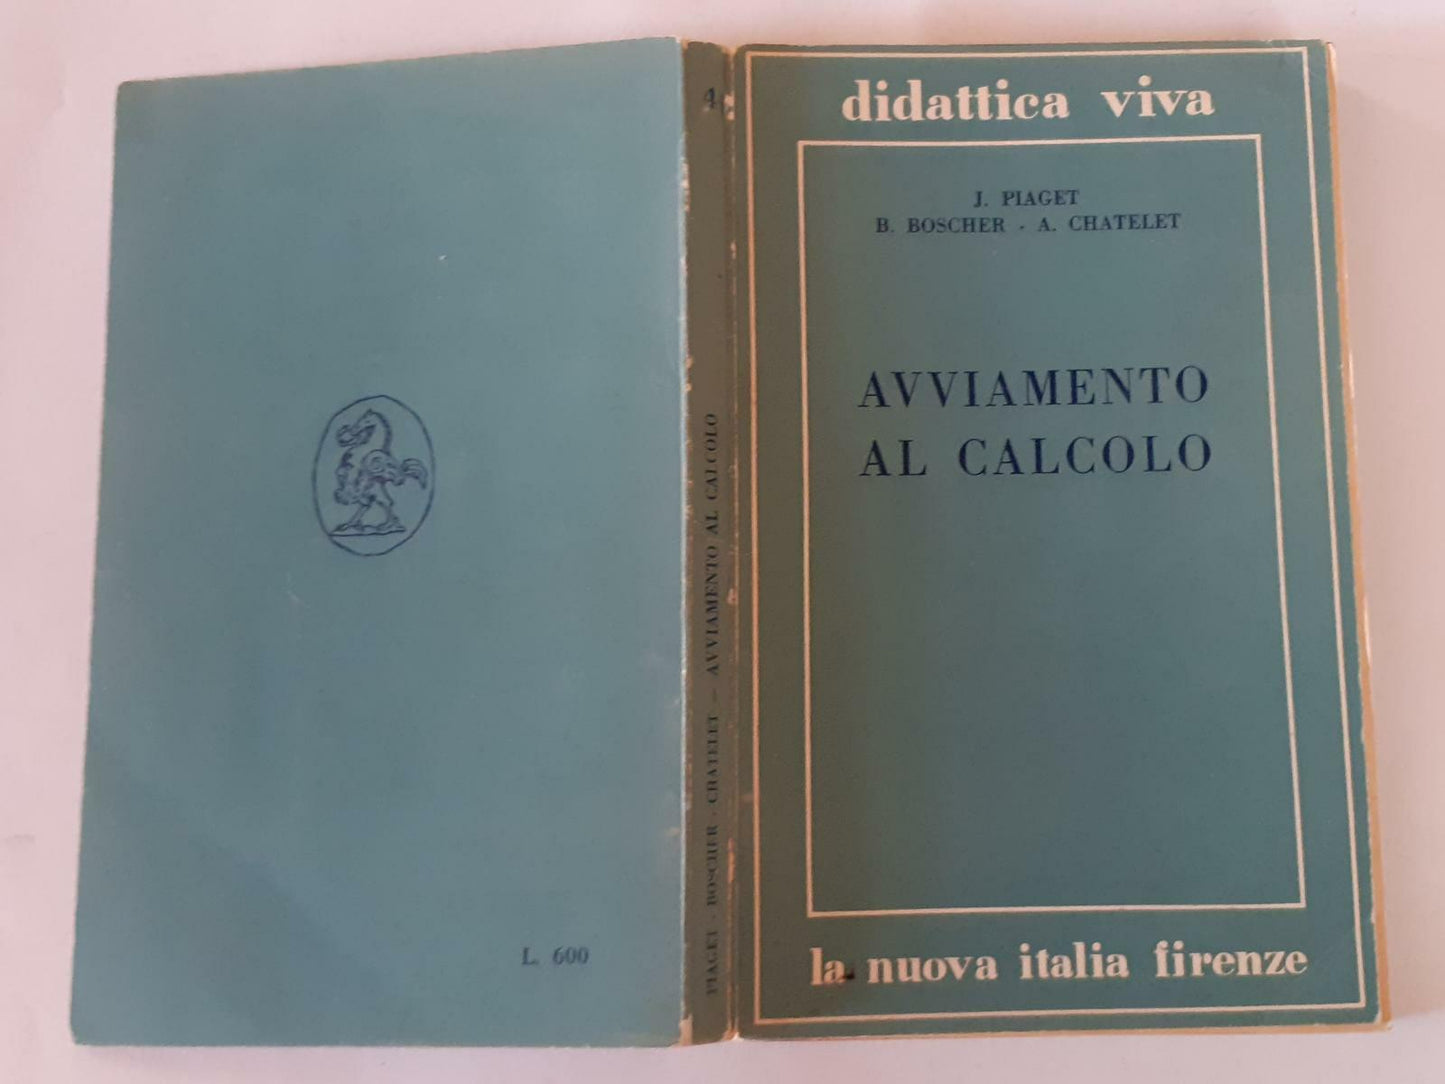 L. 600
4
PIAGET - BOSCHER - CHATELET – AVVIAMENTO AL CALCOLO
didattica viva
J. PIAGET
B. BOSCHER - A. CHATELET
AVVIAMENTO
AL CALCOLO
la nuova italia firenze